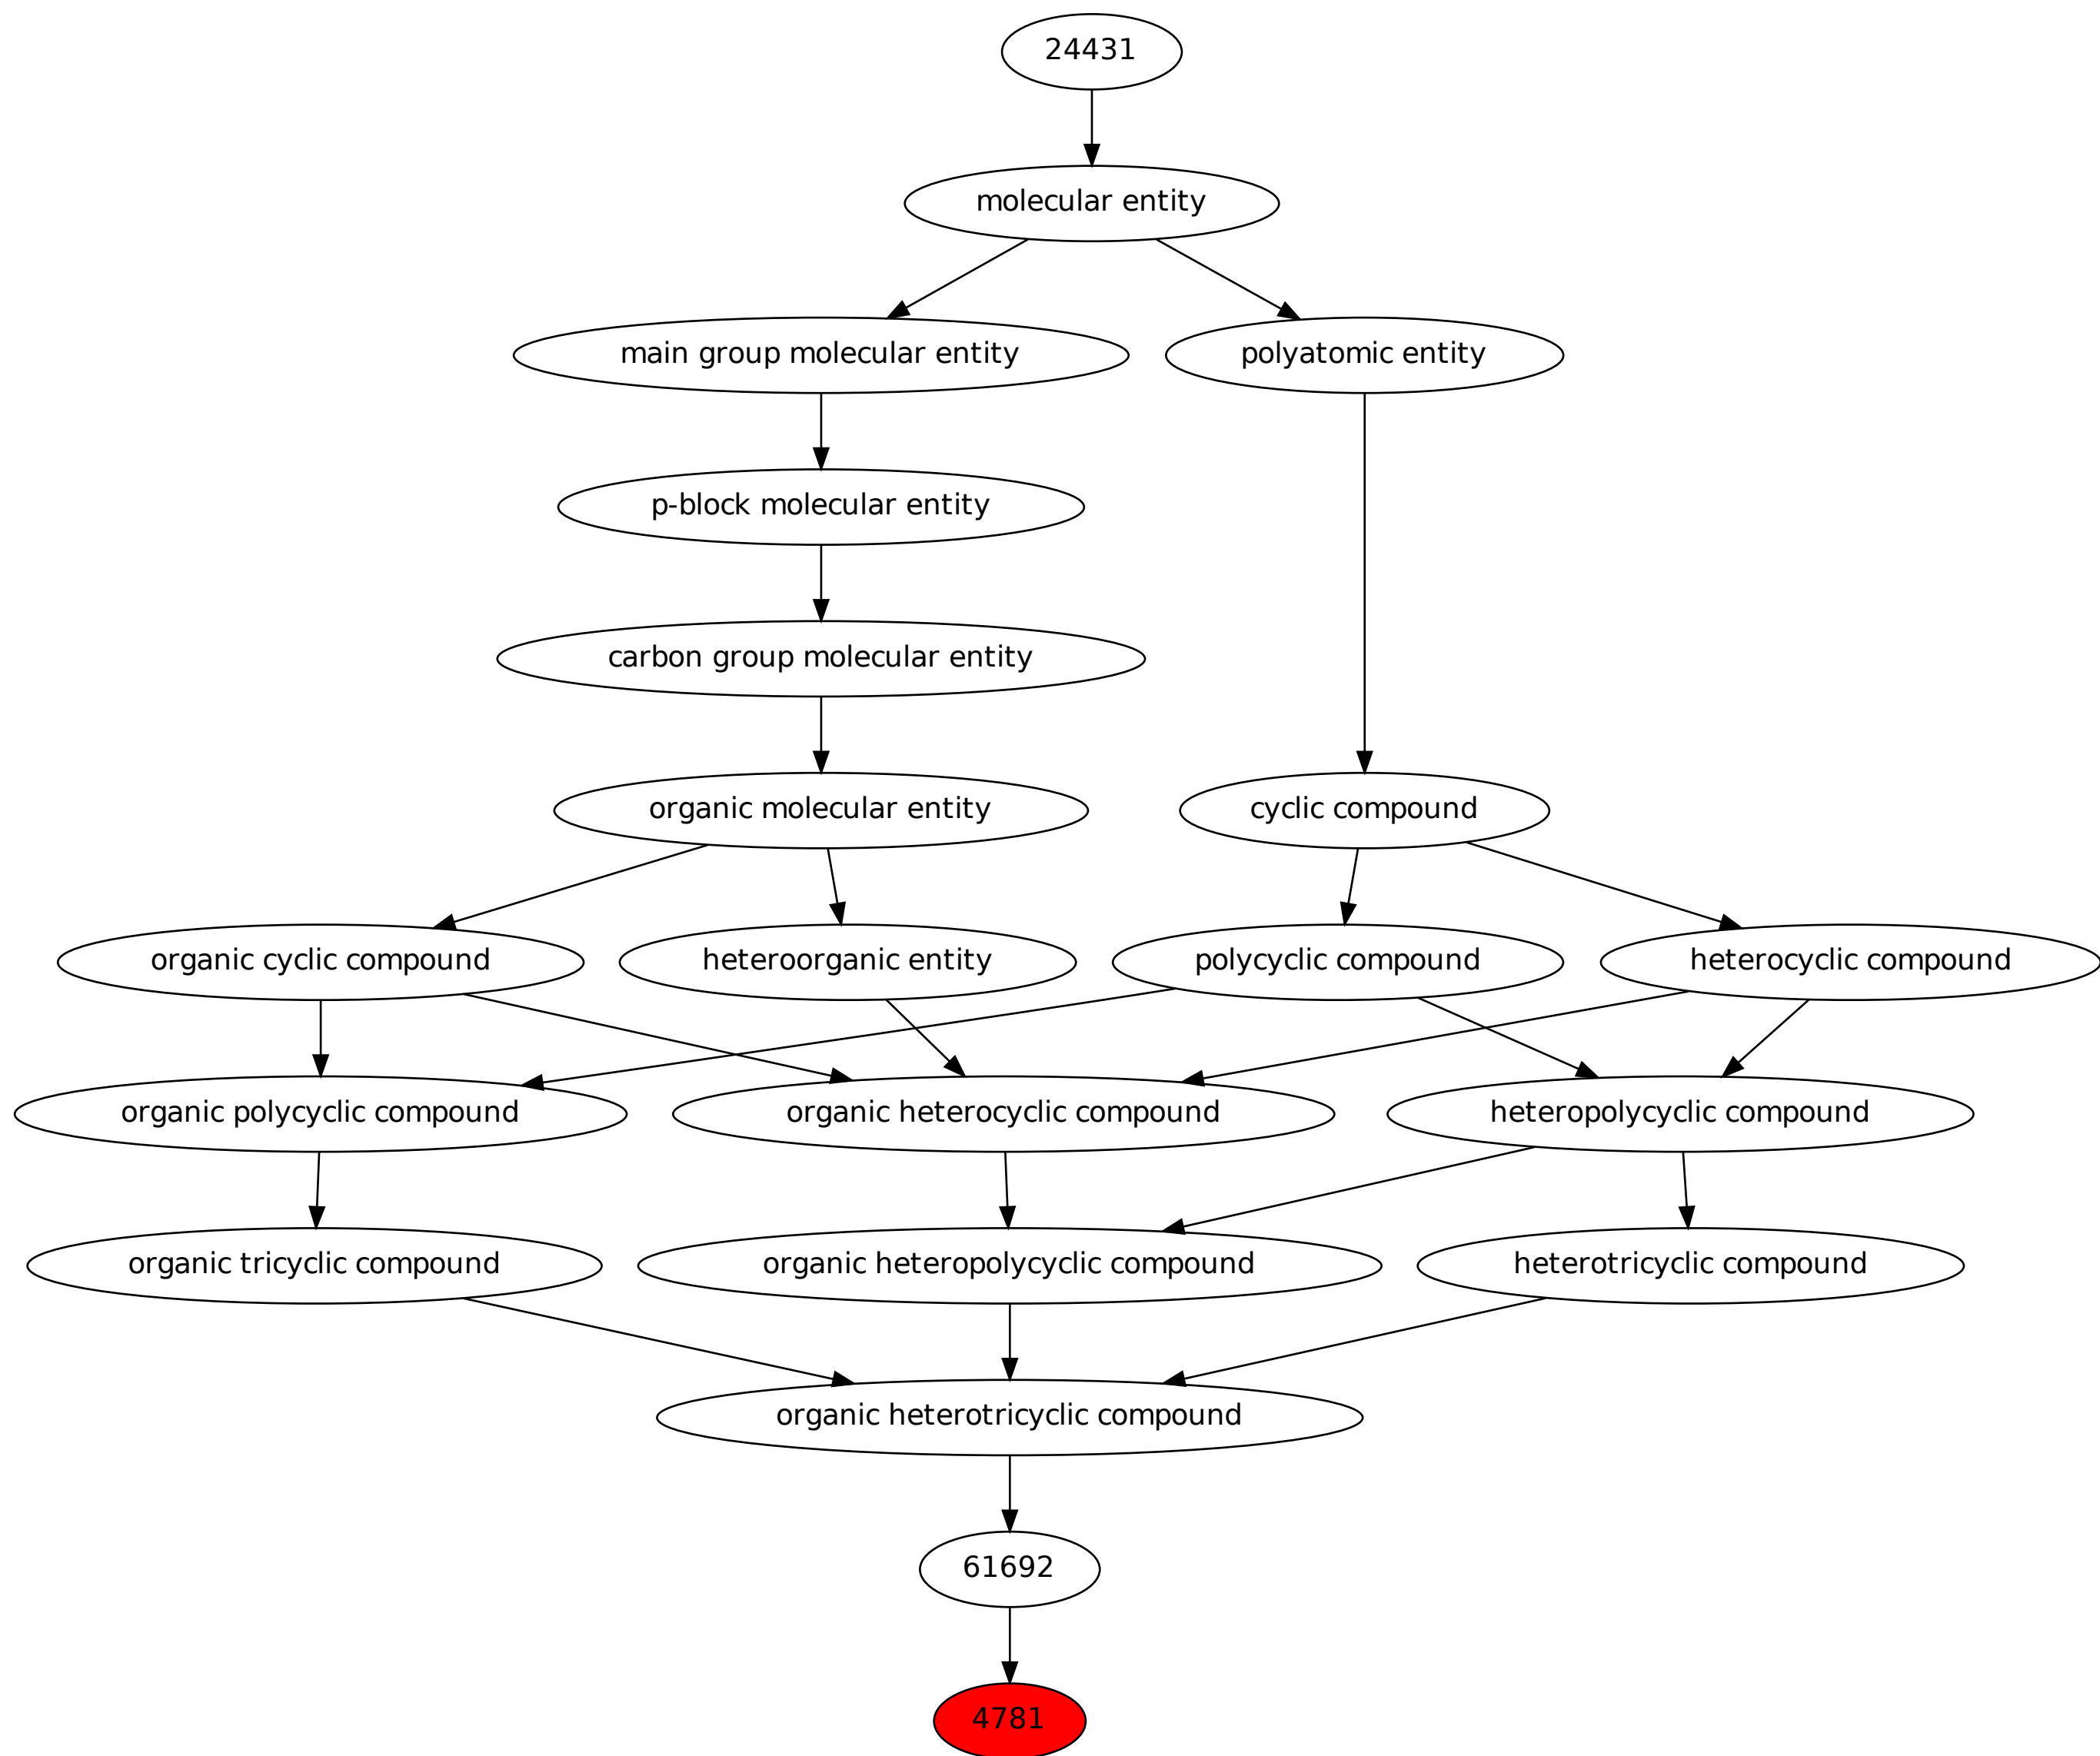 24431
molecular entity
main group molecular entity
polyatomic entity
p-block molecular entity
carbon group molecular entity
organic molecular entity
cyclic compound
organic cyclic compound
heteroorganic entity
polycyclic compound
heterocyclic compound
organic polycyclic compound
organic heterocyclic compound
heteropolycyclic compound
organic tricyclic compound
organic heteropolycyclic compound
heterotricyclic compound
organic heterotricyclic compound
61692
4781